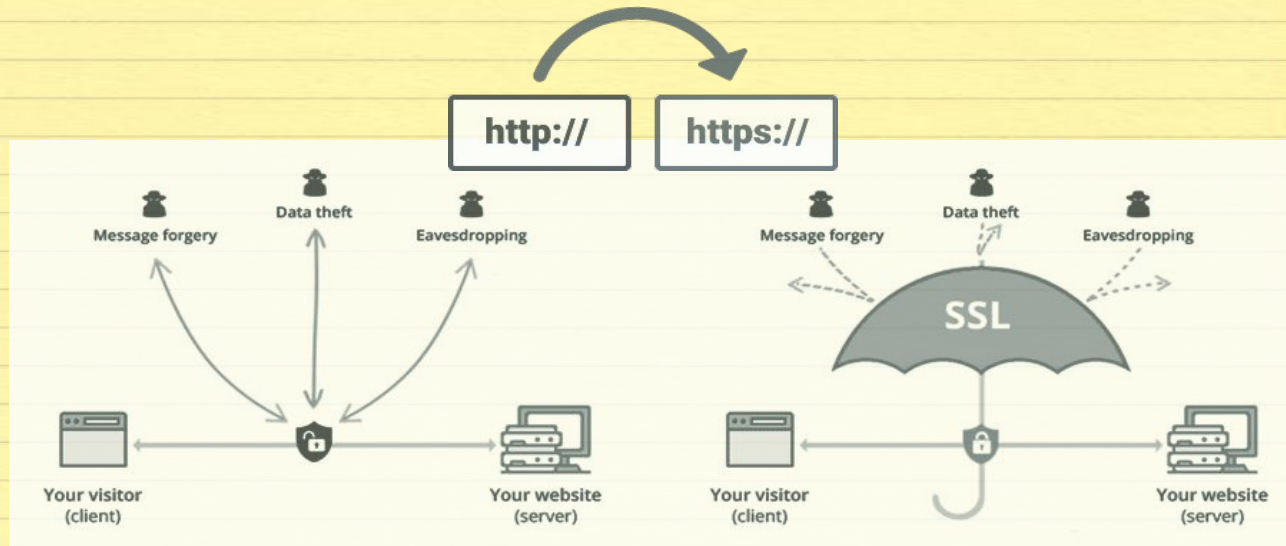 http://
https://
Data theft
Message forgery
Eavesdropping
Your visitor
(client)
Your website
(server)
Data theft
Message forgery
Eavesdropping
SSL
Your visitor
(client)
Your website
(server)